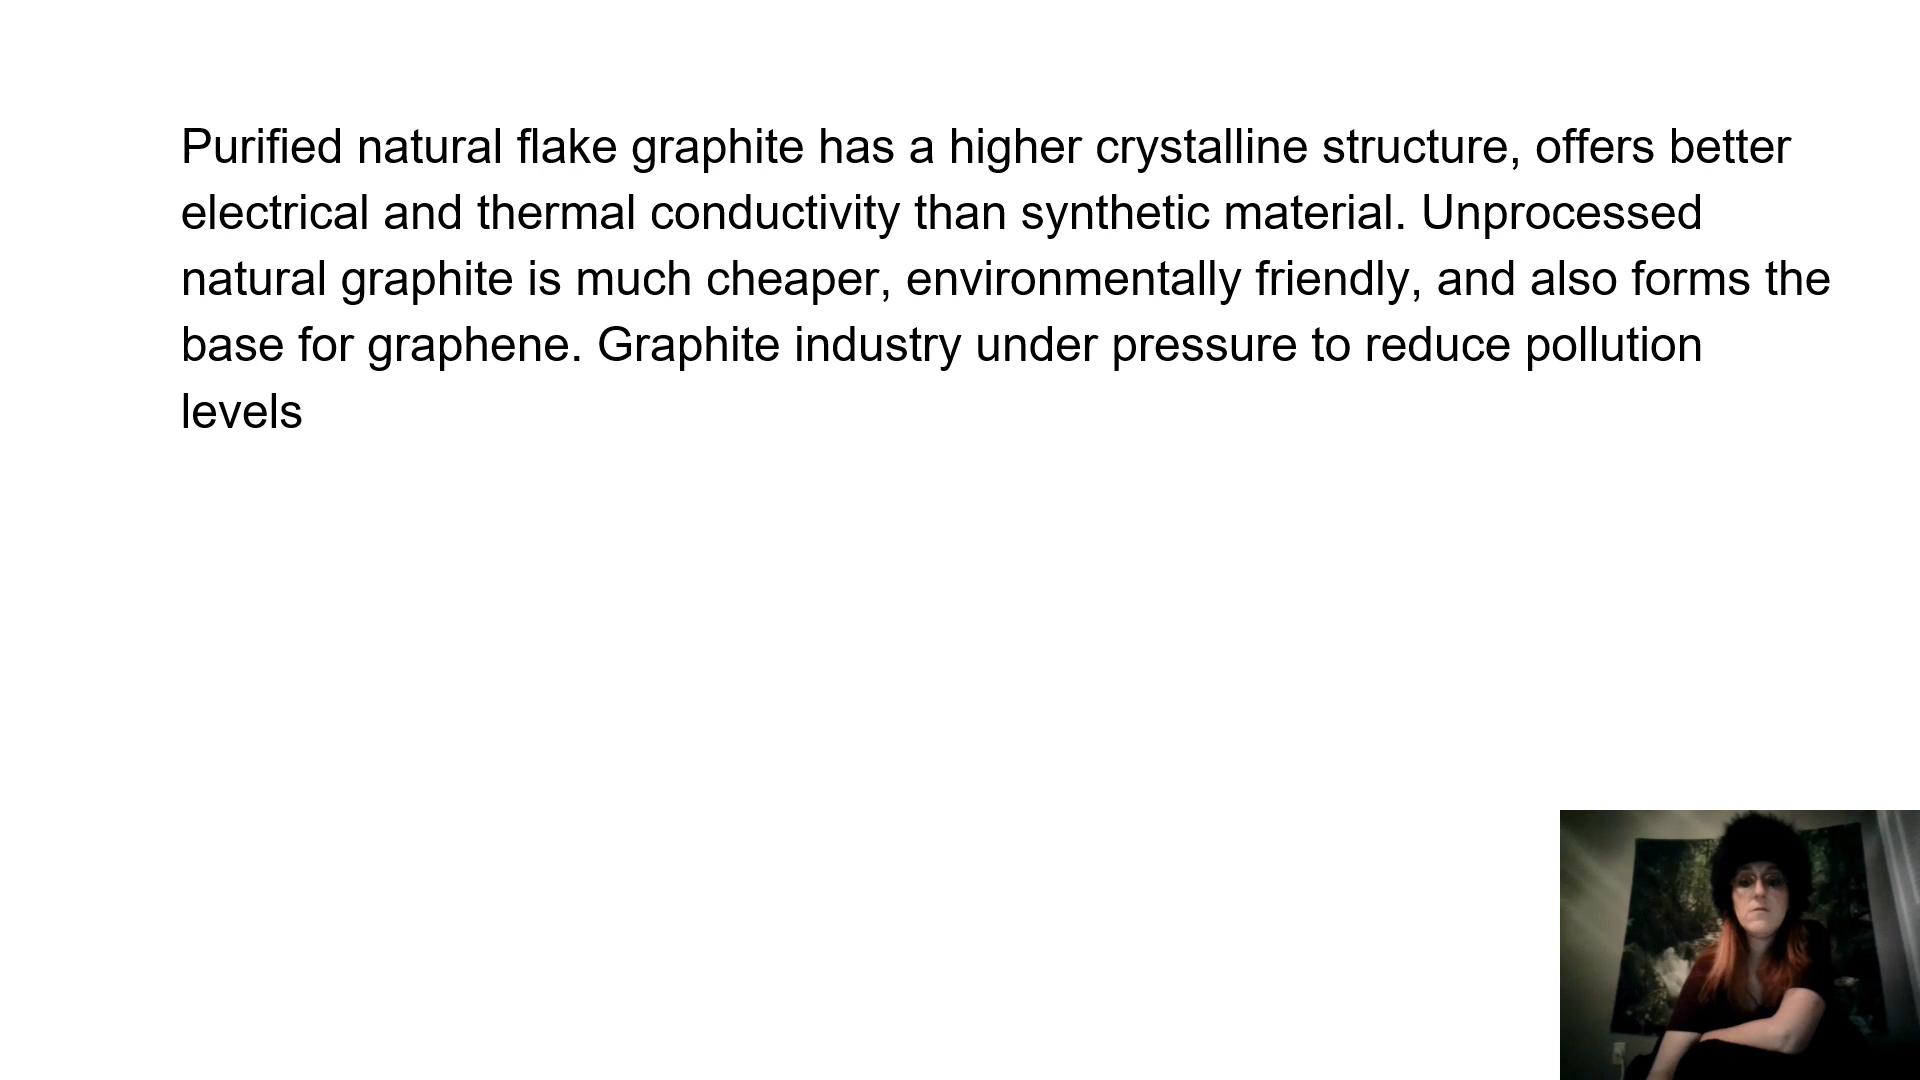 Purified natural flake graphite has a higher crystalline structure, offers better
electrical and thermal conductivity than synthetic material. Unprocessed
natural graphite is much cheaper, environmentally friendly, and also forms the
base for graphene. Graphite industry under pressure to reduce pollution
levels